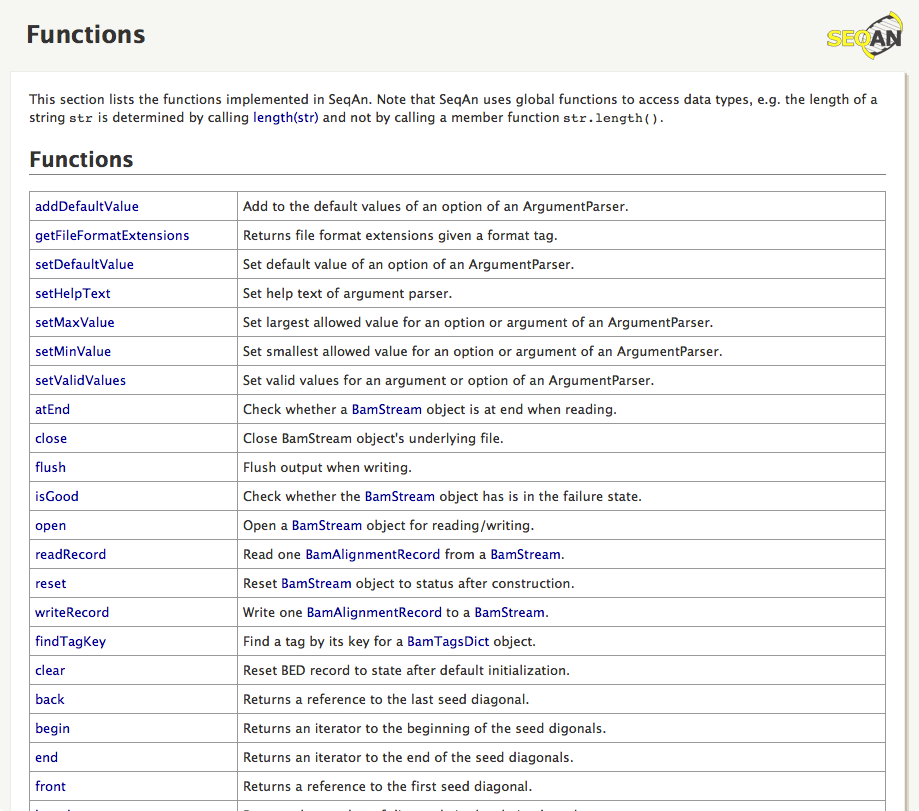 Functions
SEQAN
This section lists the functions implemented in SeqAn. Note that SeqAn uses global functions to access data types, e.g. the length of a
string str is determined by calling length(str) and not by calling a member function str.length().
Functions
addDefaultValue Add to the default values of an option of an ArgumentParser.
getFileFormatExtensions Returns file format extensions given a format tag.
setDefaultValue Set default value of an option of an ArgumentParser.
setHelpText Set help text of argument parser.
setMaxValue Set largest allowed value for an option or argument of an ArgumentParser.
setMinValue Set smallest allowed value for an option or argument of an ArgumentParser.
setValidValues Set valid values for an argument or option of an ArgumentParser.
atEnd Check whether a BamStream object is at end when reading.
close Close BamStream object's underlying file.
flush Flush output when writing.
isGood Check whether the BamStream object has is in the failure state.
open Open a BamStream object for reading/writing.
readRecord Read one BamAlignmentRecord from a BamStream.
reset Reset BamStream object to status after construction.
writeRecord Write one BamAlignmentRecord to a BamStream.
findTagKey Find a tag by its key for a BamTagsDict object.
clear Reset BED record to state after default initialization.
back Returns a reference to the last seed diagonal.
begin Returns an iterator to the beginning of the seed digonals.
end Returns an iterator to the end of the seed diagonals.
front Returns a reference to the first seed diagonal.